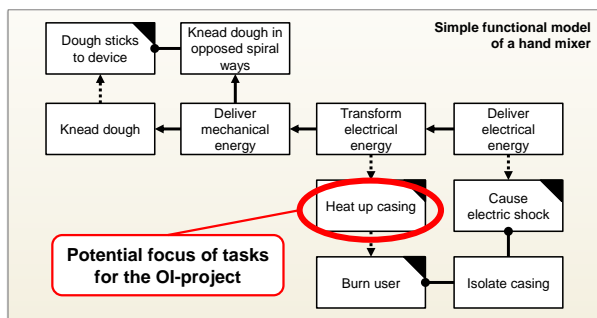 Simple functional model
of a hand mixer
Dough sticks
to device
Knead dough in
opposed spiral
ways
Knead dough
Deliver
mechanical
energy
Transform
electrical
energy
Deliver
electrical
energy
Heat up casing
Cause
electric shock
Potential focus of tasks
for the OI-project
Burn user
Isolate casing